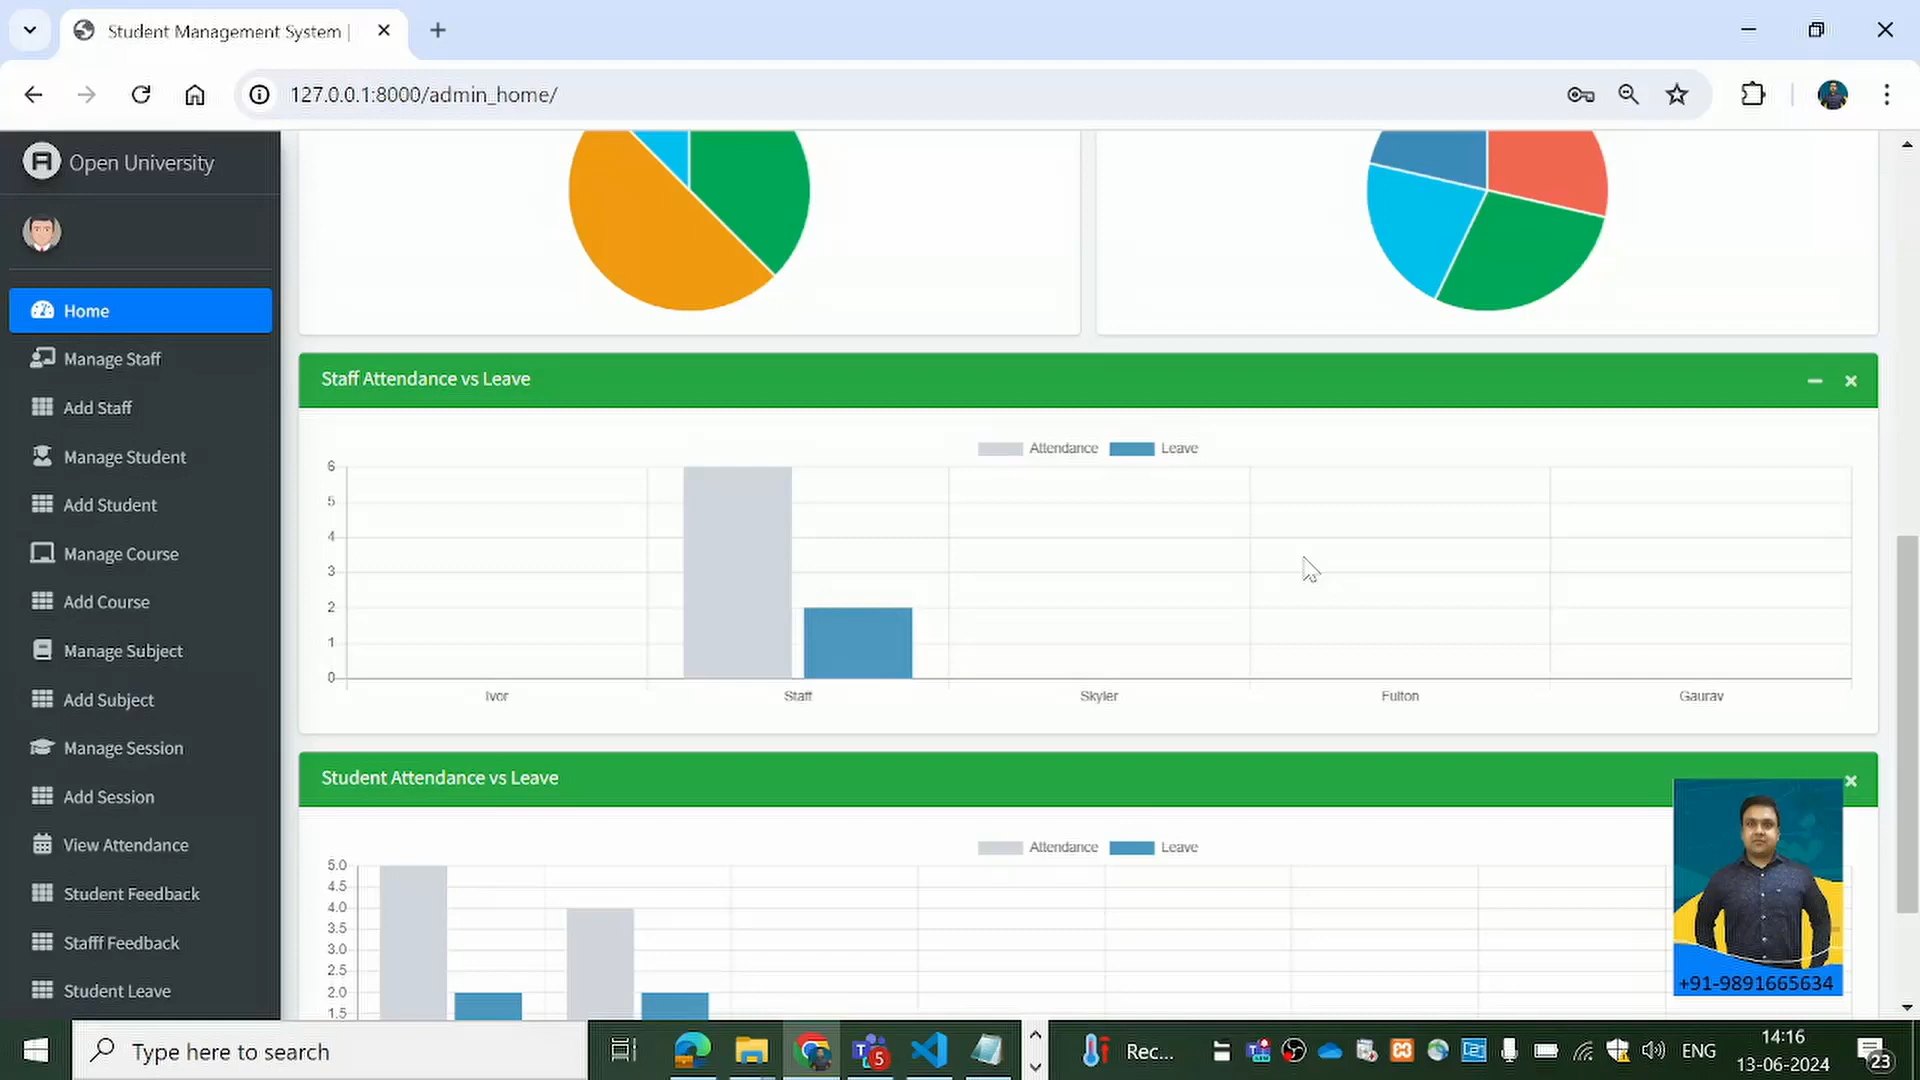 Student Management System |
127.0.0.1:8000/admin_home/
Open University
Home
Manage Staff
Add Staff
Manage Student
Add Student
Manage Course
Add Course
Manage Subject
Add Subject
Manage Session
Add Session
View Attendance
Student Feedback
Stafff Feedback
Student Leave
Staff Attendance vs Leave
Attendance Leave
6
5
4
3
2
1
0
Ivor Staff Skyler Fulton Gaurav
Student Attendance vs Leave
Attendance Leave
5.0
4.5
4.0
3.5
3.0
2.5
2.0
1.5
+91-9891665634
Type here to search
5
Rec...
ENG
14:16
13-06-2024
23